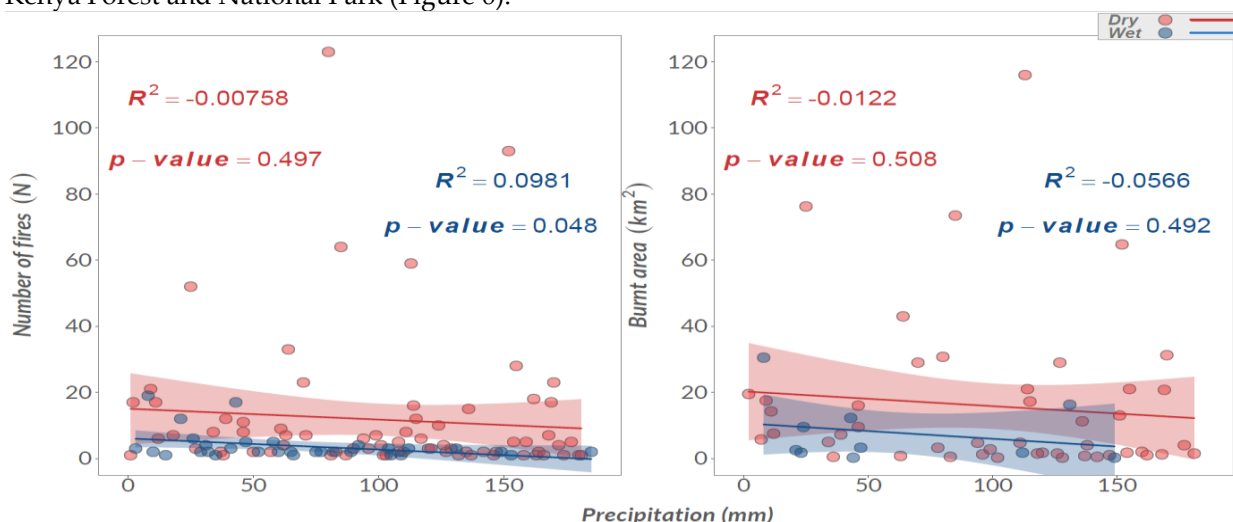 Kenya Forest and National Park (Figure 6).
Dry
Wet
120
100
80
60
40
20
0
Number of fires (N)
R² = -0.00758
p – value = 0.497
R² = 0.0981
p – value = 0.048
0 50 100 150
120
100
80
60
40
20
0
Burnt area (km²)
R² = -0.0122
p – value = 0.508
R² = -0.0566
p – value = 0.492
0 50 100 150
Precipitation (mm)